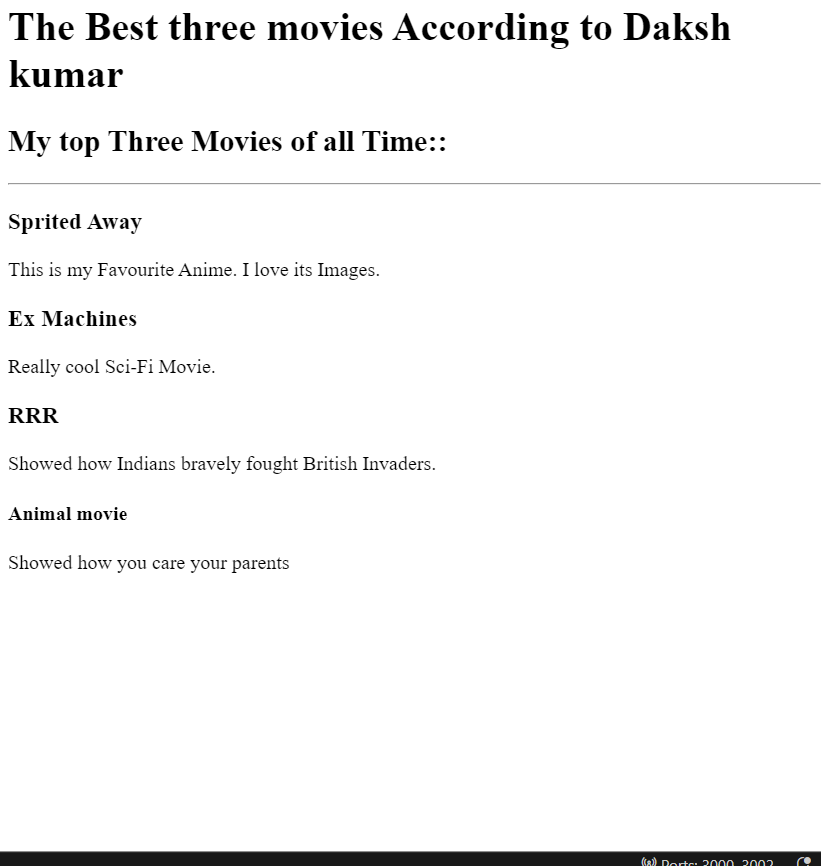 The Best three movies According to Daksh
kumar
My top Three Movies of all Time::
Sprited Away
This is my Favourite Anime. I love its Images.
Ex Machines
Really cool Sci-Fi Movie.
RRR
Showed how Indians bravely fought British Invaders.
Animal movie
Showed how you care your parents
Ports: 3000, 3002